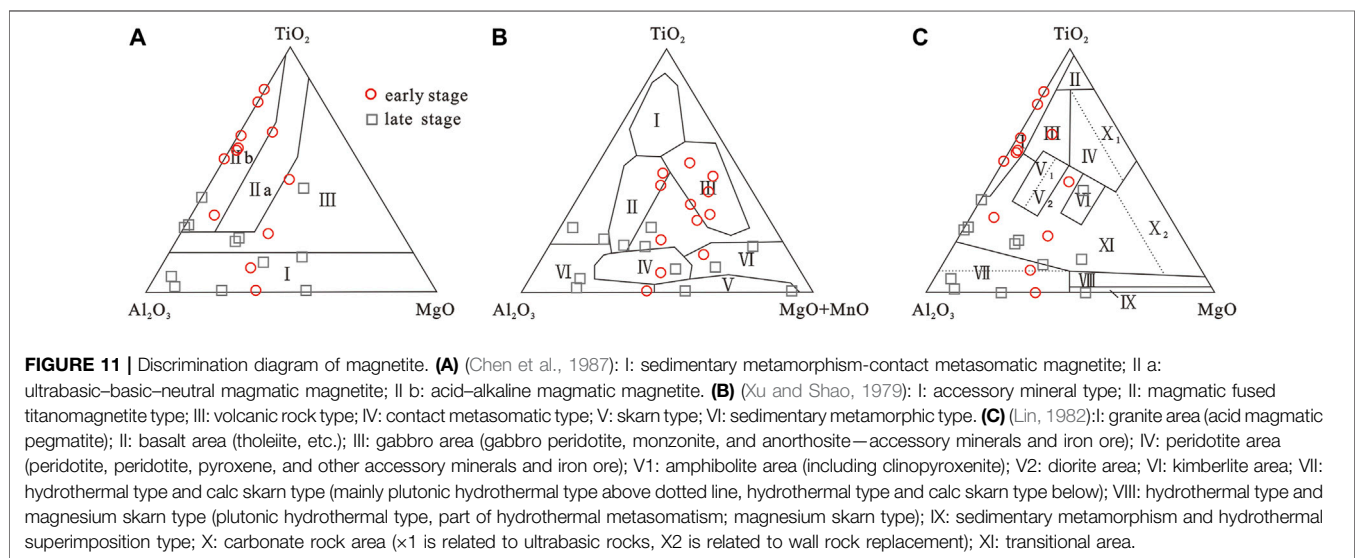 A
TiO₂
early stage
late stage
II b
II a
III
I
Al₂O₃
MgO
B
TiO₂
I
II
III
IV
VI
VI
V
Al₂O₃
MgO+MnO
C
TiO₂
II
I
III
X₁
IV
V₁
V₂
VI
X₂
XI
VII
VIII
IX
Al₂O₃
MgO
FIGURE 11 | Discrimination diagram of magnetite. (A) (Chen et al., 1987): I: sedimentary metamorphism-contact metasomatic magnetite; II a:
ultrabasic–basic–neutral magmatic magnetite; II b: acid–alkaline magmatic magnetite. (B) (Xu and Shao, 1979): I: accessory mineral type; II: magmatic fused
titanomagnetite type; III: volcanic rock type; IV: contact metasomatic type; V: skarn type; VI: sedimentary metamorphic type. (C) (Lin, 1982):I: granite area (acid magmatic
pegmatite); II: basalt area (tholeiite, etc.); III: gabbro area (gabbro peridotite, monzonite, and anorthosite—accessory minerals and iron ore); IV: peridotite area
(peridotite, peridotite, pyroxene, and other accessory minerals and iron ore); V1: amphibolite area (including clinopyroxenite); V2: diorite area; VI: kimberlite area; VII:
hydrothermal type and calc skarn type (mainly plutonic hydrothermal type above dotted line, hydrothermal type and calc skarn type below); VIII: hydrothermal type and
magnesium skarn type (plutonic hydrothermal type, part of hydrothermal metasomatism; magnesium skarn type); IX: sedimentary metamorphism and hydrothermal
superimposition type; X: carbonate rock area (×1 is related to ultrabasic rocks, X2 is related to wall rock replacement); XI: transitional area.